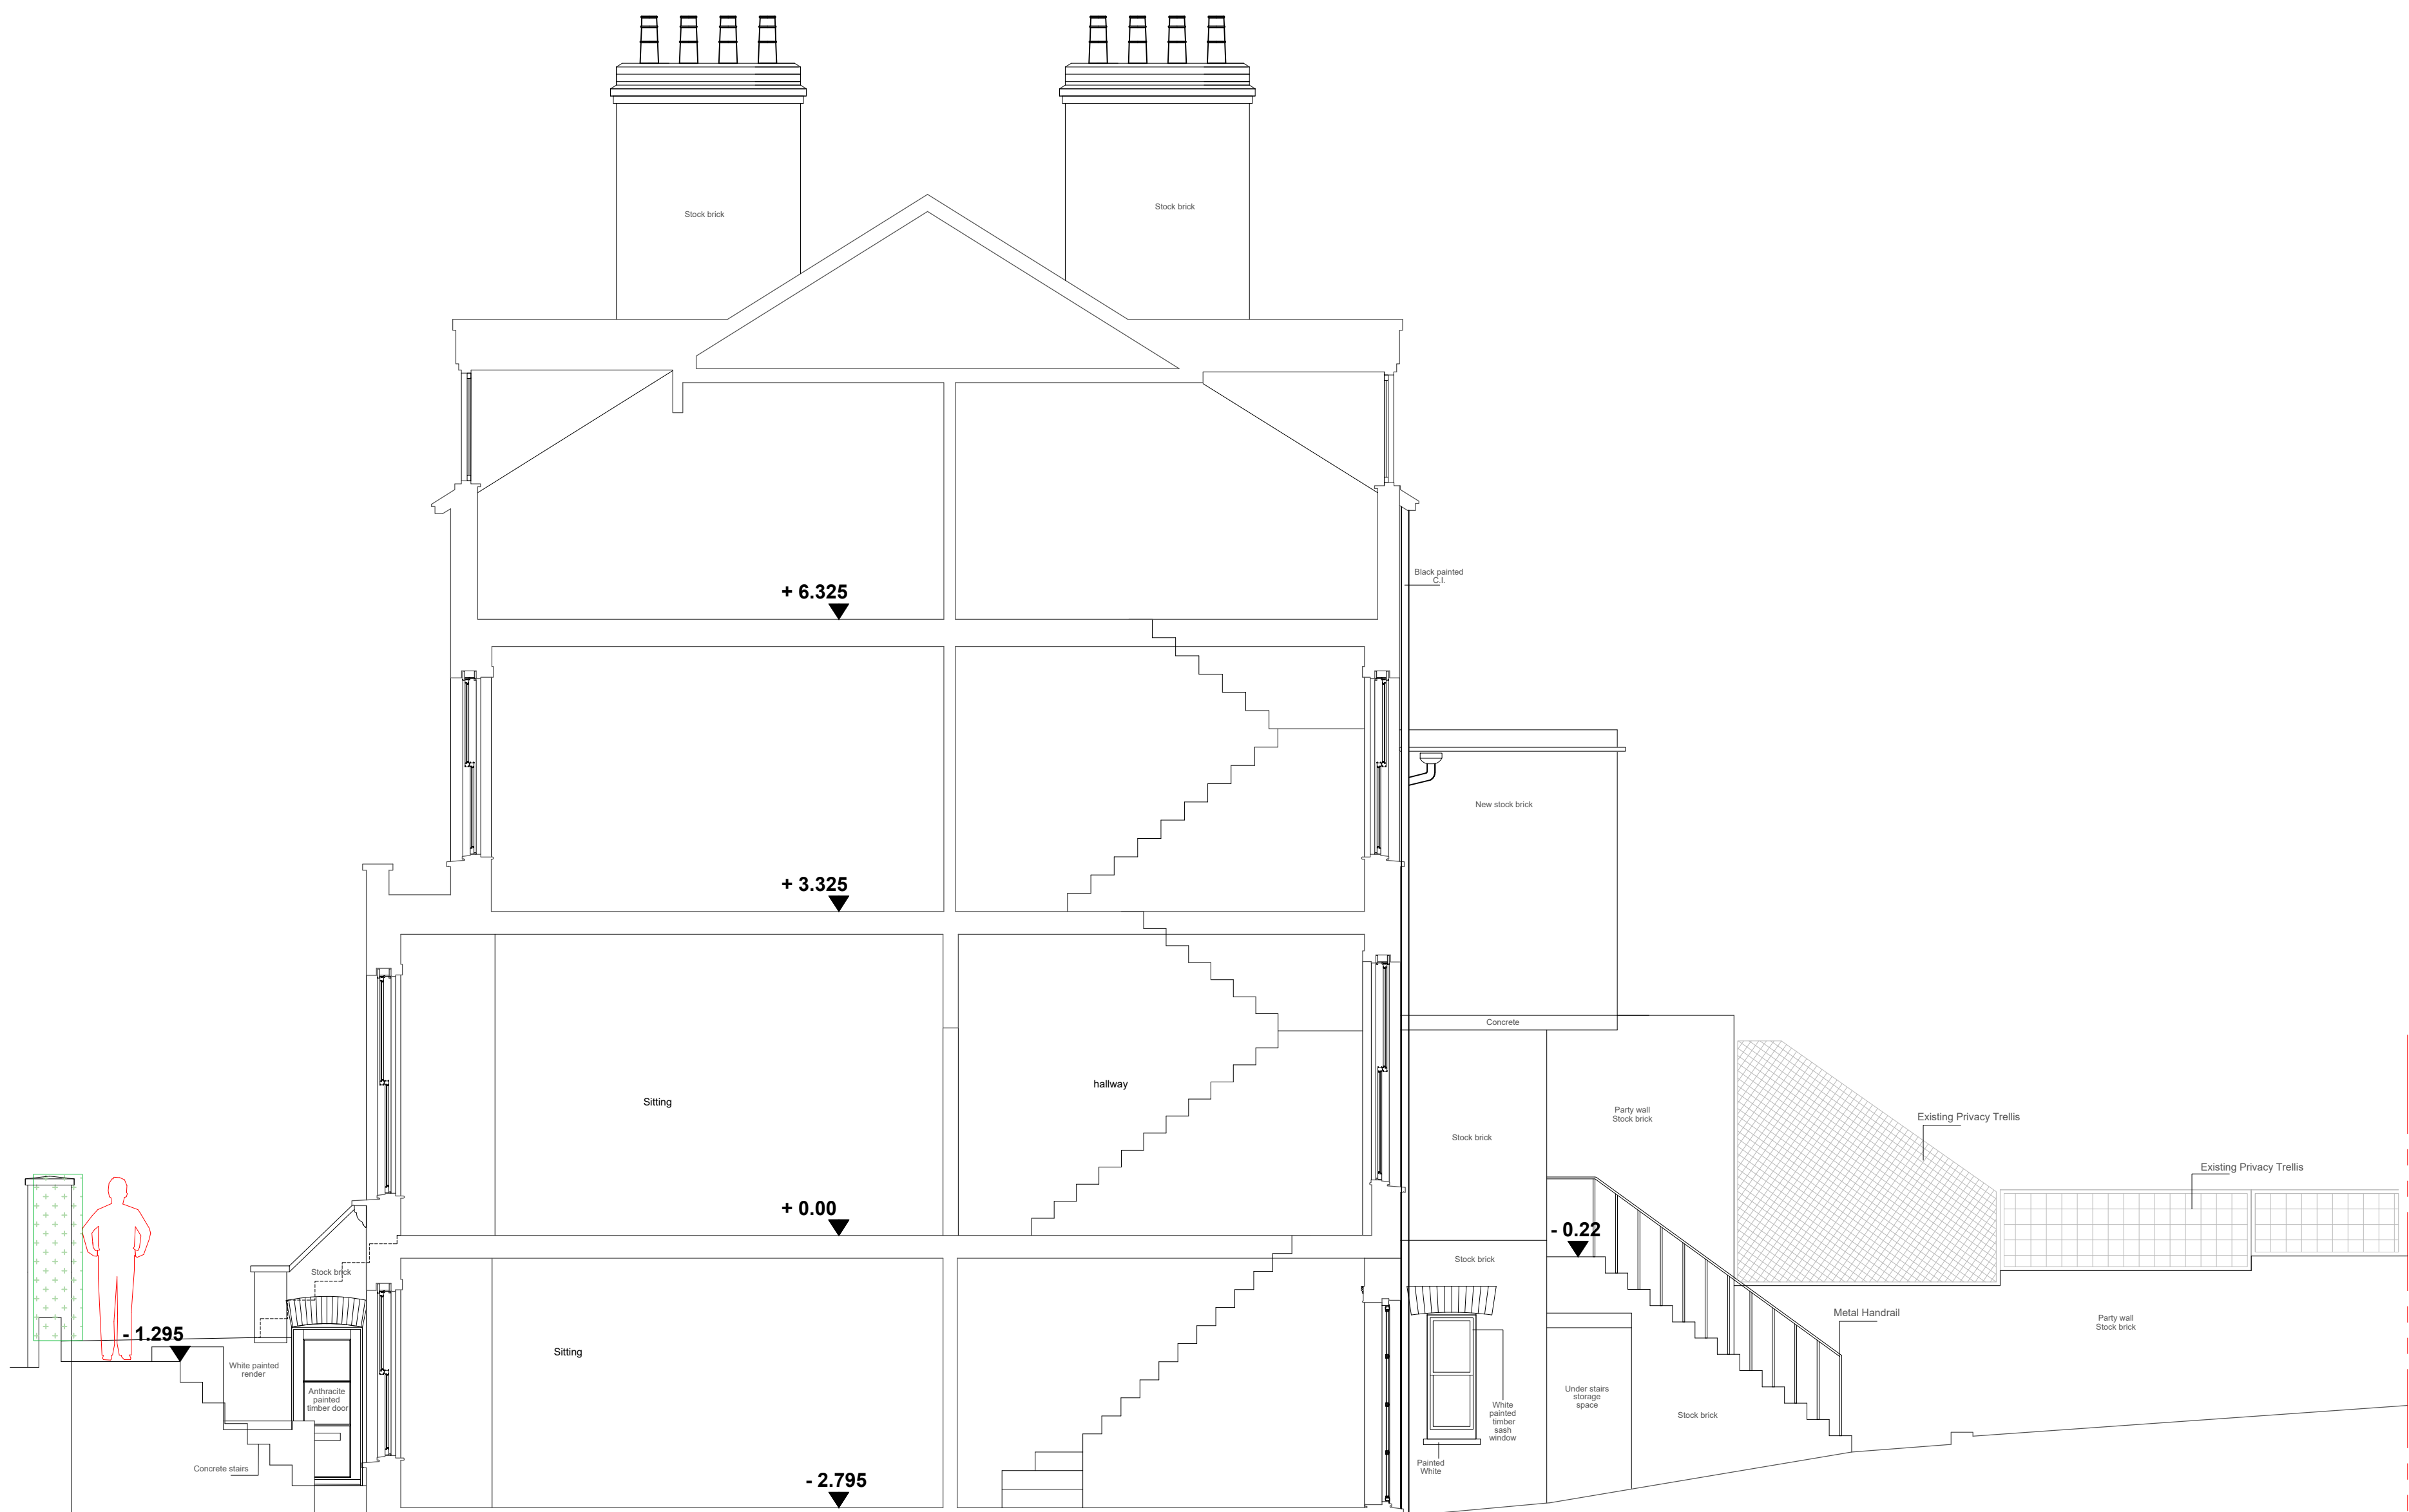 Stock brick
Stock brick
Black painted
C.I.
+ 6.325
New stock brick
+ 3.325
Concrete
hallway
Sitting
Party wall
Stock brick
Existing Privacy Trellis
Stock brick
Existing Privacy Trellis
+ 0.00
- 0.22
Stock brick
Stock brick
Metal Handrail
Party wall
Stock brick
- 1.295
Sitting
White painted
render
Anthracite
painted
timber door
Under stairs
storage
space
White
painted
timber
sash
window
Stock brick
Painted
White
Concrete stairs
- 2.795